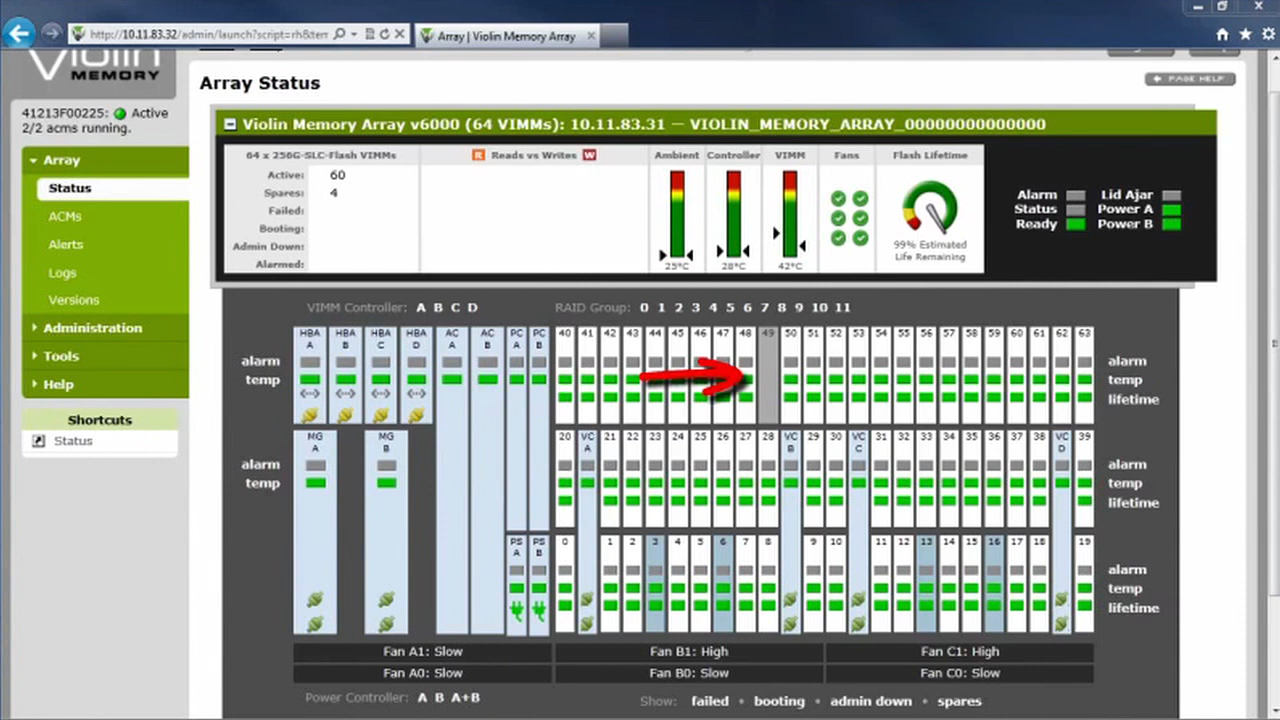 http://10.11.83.32/admin/launch?script=rh&tem
Array | Violin Memory Array
VIOLIN
MEMORY
Array Status
PAGE HELP
41213F00225: Active
2/2 acms running.
Array
Status
ACMs
Alerts
Logs
Versions
Administration
Tools
Help
Shortcuts
Status
Violin Memory Array v6000 (64 VIMMs): 10.11.83.31 — VIOLIN_MEMORY_ARRAY_00000000000000
64 x 256G-SLC-Flash VIMMs
R Reads vs Writes W
Ambient Controller VIMM Fans Flash Lifetime
Active: 60
Spares: 4
Failed:
Booting:
Admin Down:
Alarmed:
25°C 28°C 42°C
99% Estimated
Life Remaining
Alarm Lid Ajar
Status Power A
Ready Power B
VIMM Controller: A B C D
RAID Group: 0 1 2 3 4 5 6 7 8 9 10 11
HBA A HBA B HBA C HBA D AC A AC B PC A PC B
40 41 42 43 44 45 46 47 48 49 50 51 52 53 54 55 56 57 58 59 60 61 62 63
alarm alarm
temp temp
lifetime
MG A MG B
20 VC A 21 22 23 24 25 26 27 28 VC B 29 30 VC C 31 32 33 34 35 36 37 38 VC D 39
alarm alarm
temp temp
lifetime
PS A PS B
0 1 2 3 4 5 6 7 8 9 10 11 12 13 14 15 16 17 18 19
alarm
temp
lifetime
Fan A1: Slow Fan B1: High Fan C1: High
Fan A0: Slow Fan B0: Slow Fan C0: Slow
Power Controller: A B A+B
Show: failed • booting • admin down • spares